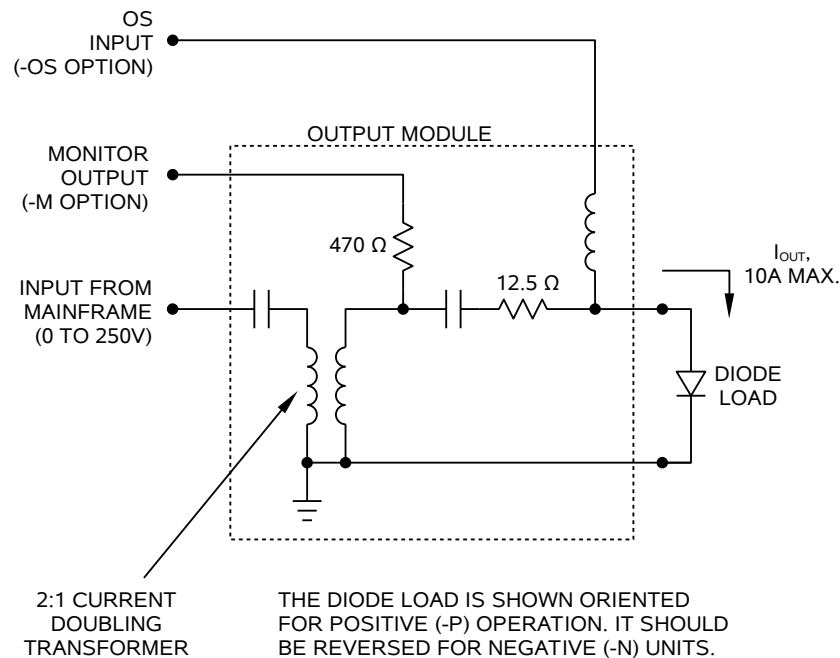 OS
INPUT
(-OS OPTION)
OUTPUT MODULE
MONITOR
OUTPUT
(-M OPTION)
470 Ω
12.5 Ω
I_OUT,
10A MAX.
INPUT FROM
MAINFRAME
(0 TO 250V)
DIODE
LOAD
2:1 CURRENT
DOUBLING
TRANSFORMER
THE DIODE LOAD IS SHOWN ORIENTED
FOR POSITIVE (-P) OPERATION. IT SHOULD
BE REVERSED FOR NEGATIVE (-N) UNITS.